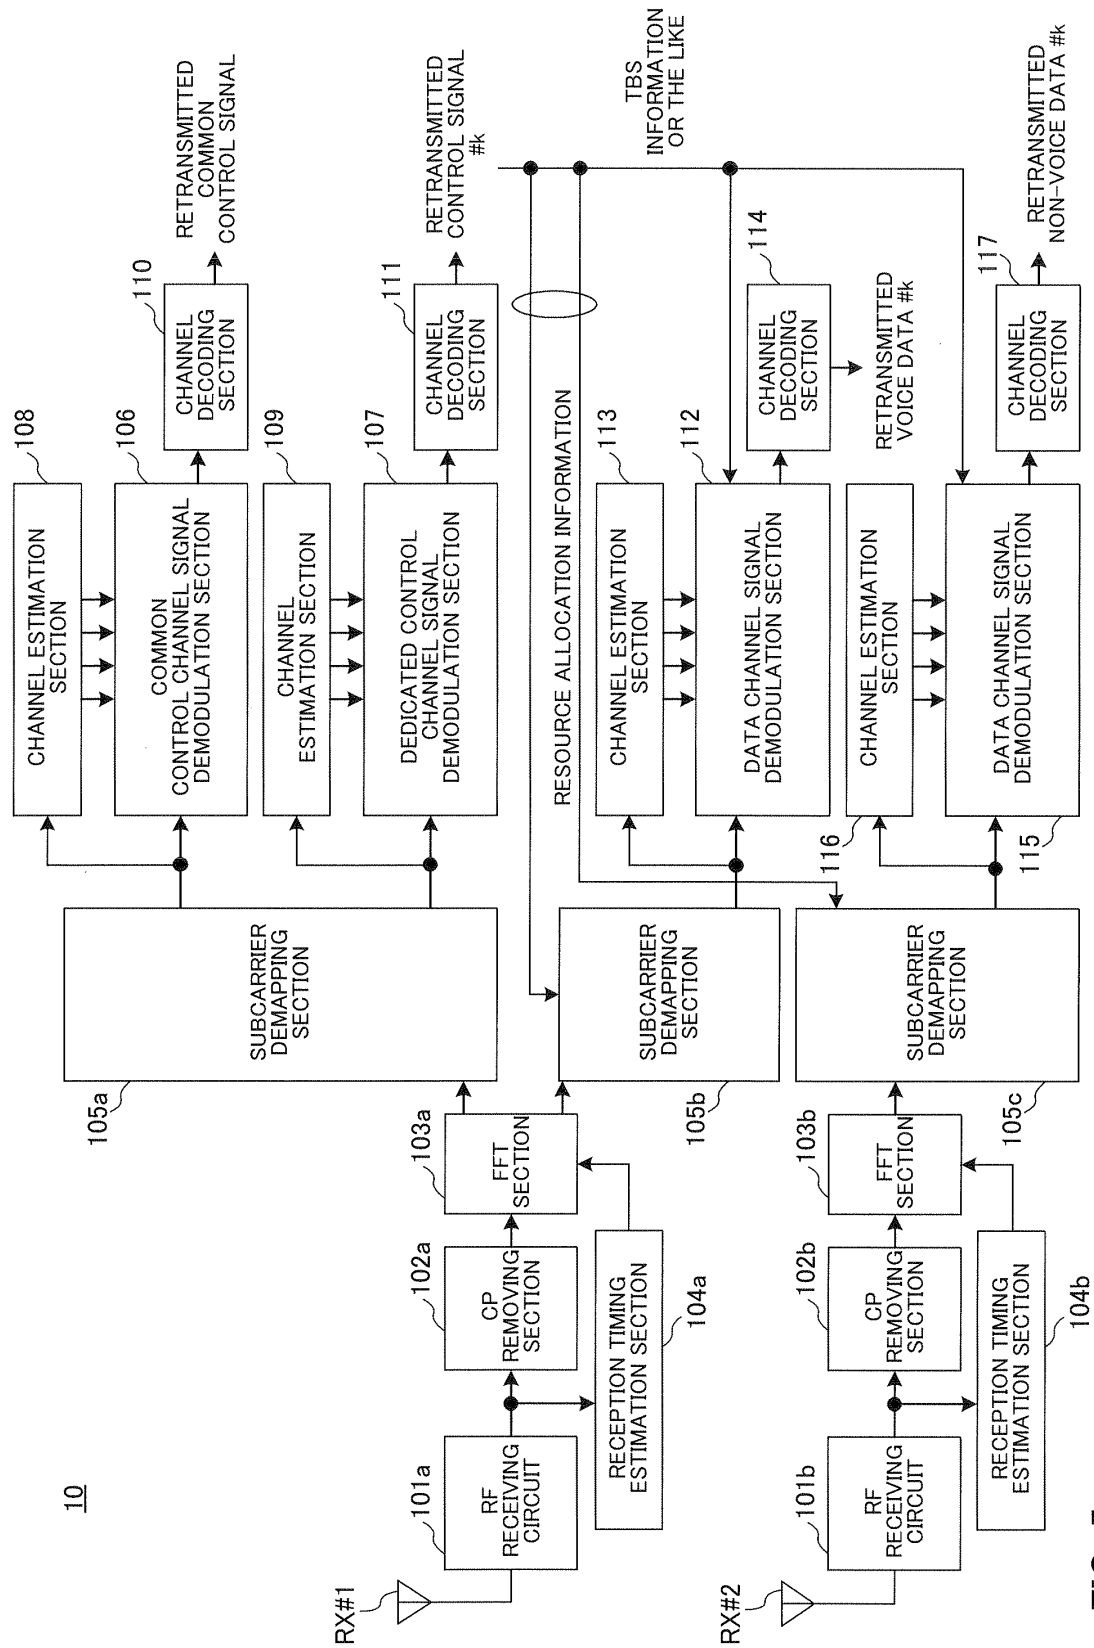 10
RX#1
101a
RF
RECEIVING
CIRCUIT
102a
CP
REMOVING
SECTION
103a
FFT
SECTION
RECEPTION TIMING
ESTIMATION SECTION
104a
105a
SUBCARRIER
DEMAPPING
SECTION
108
CHANNEL ESTIMATION
SECTION
106
COMMON
CONTROL CHANNEL SIGNAL
DEMODULATION SECTION
110
CHANNEL
DECODING
SECTION
RETRANSMITTED
COMMON
CONTROL SIGNAL
109
CHANNEL
ESTIMATION SECTION
107
DEDICATED CONTROL
CHANNEL SIGNAL
DEMODULATION SECTION
111
CHANNEL
DECODING
SECTION
RETRANSMITTED
CONTROL SIGNAL
#k
RESOURCE ALLOCATION INFORMATION
TBS
INFORMATION
OR THE LIKE
SUBCARRIER
DEMAPPING
SECTION
105b
113
CHANNEL ESTIMATION
SECTION
112
DATA CHANNEL SIGNAL
DEMODULATION SECTION
114
CHANNEL
DECODING
SECTION
RETRANSMITTED
VOICE DATA #k
RX#2
101b
RF
RECEIVING
CIRCUIT
102b
CP
REMOVING
SECTION
103b
FFT
SECTION
RECEPTION TIMING
ESTIMATION SECTION
104b
SUBCARRIER
DEMAPPING
SECTION
105c
116
CHANNEL ESTIMATION
SECTION
115
DATA CHANNEL SIGNAL
DEMODULATION SECTION
117
CHANNEL
DECODING
SECTION
RETRANSMITTED
NON-VOICE DATA #k